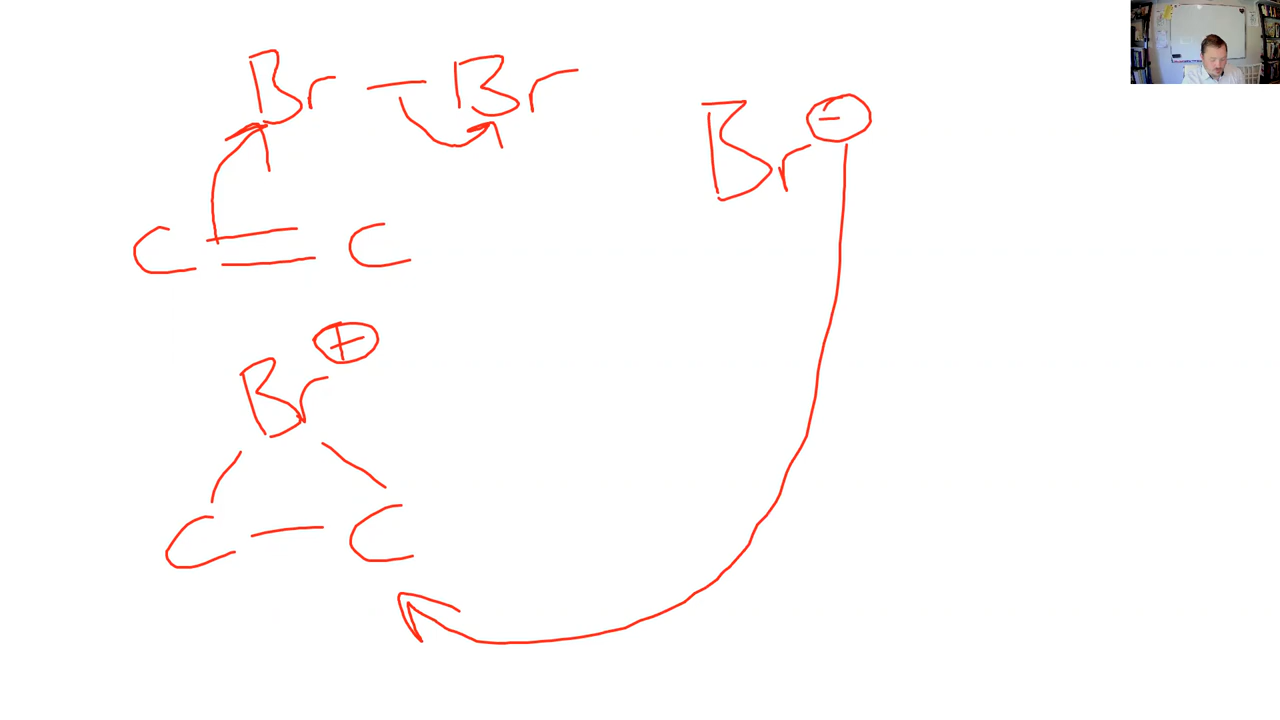 Br — Br
C = C
Br ⊖
Br ⊕
C — C